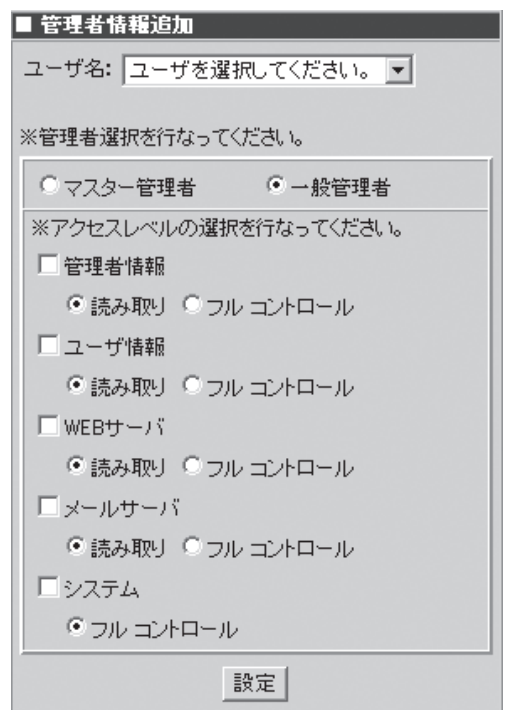 ■ 管理者情報追加
ユーザ名: ユーザを選択してください。
※管理者選択を行なってください。
マスター管理者 一般管理者
※アクセスレベルの選択を行なってください。
管理者情報
読み取り フル コントロール
ユーザ情報
読み取り フル コントロール
WEBサーバ
読み取り フル コントロール
メールサーバ
読み取り フル コントロール
システム
フル コントロール
設定